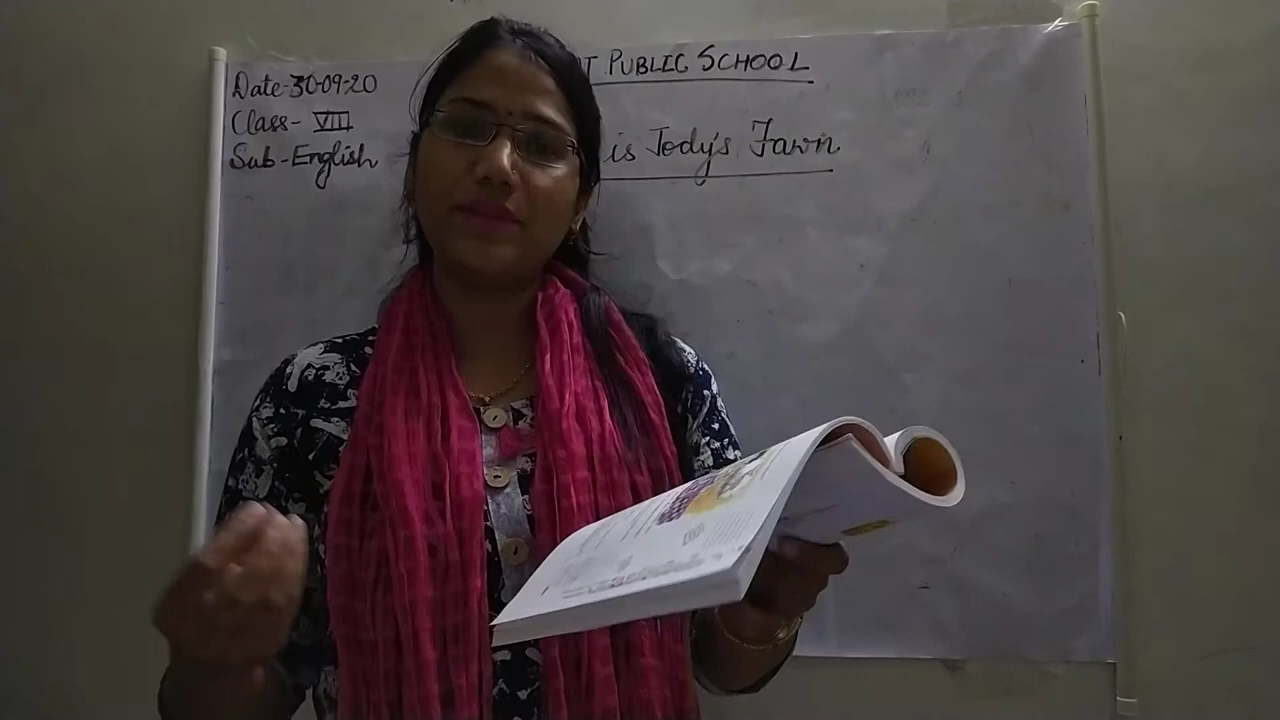 Date-30-09-20
PUBLIC SCHOOL
Class- VIII
is Jody's Fawn
Sub-English